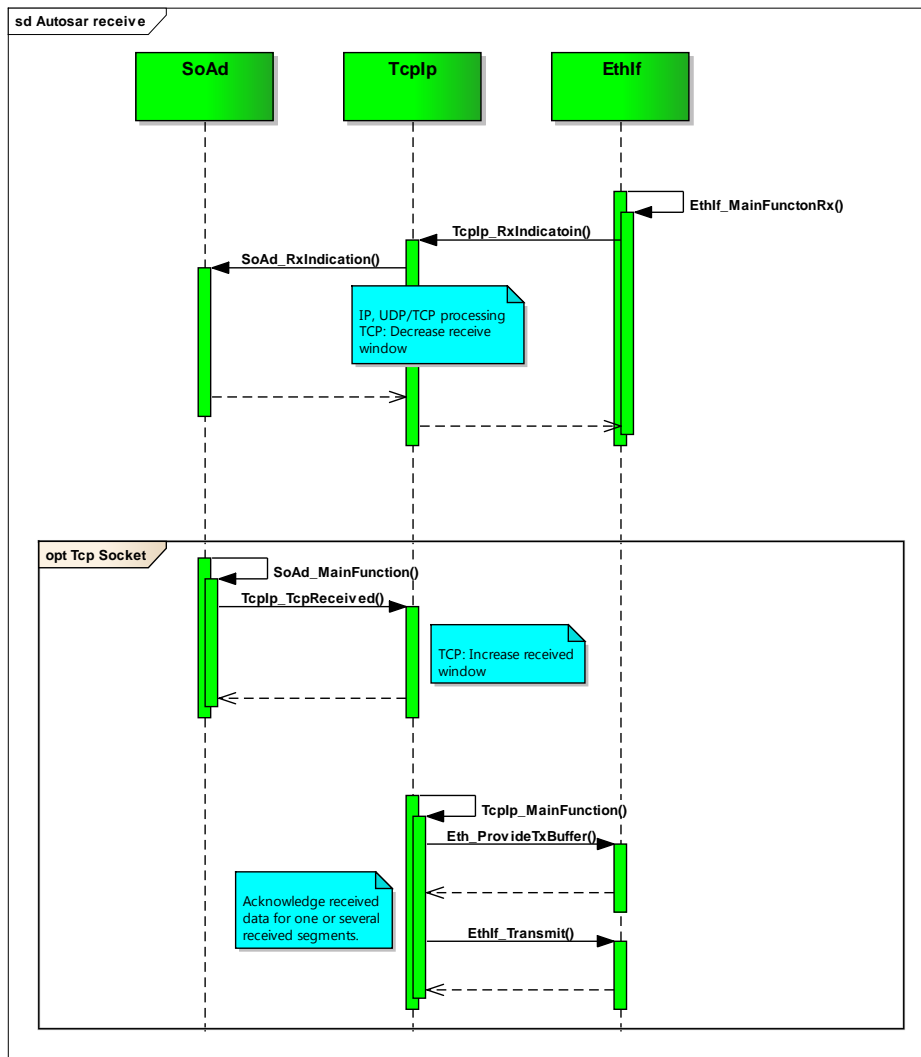 sd Autosar receive
SoAd
TcpIp
EthIf
EthIf_MainFunctonRx()
TcpIp_RxIndicatoin()
SoAd_RxIndication()
IP, UDP/TCP processing
TCP: Decrease receive
window
opt Tcp Socket
SoAd_MainFunction()
TcpIp_TcpReceived()
TCP: Increase received
window
TcpIp_MainFunction()
Eth_ProvideTxBuffer()
Acknowledge received
data for one or several
received segments.
EthIf_Transmit()